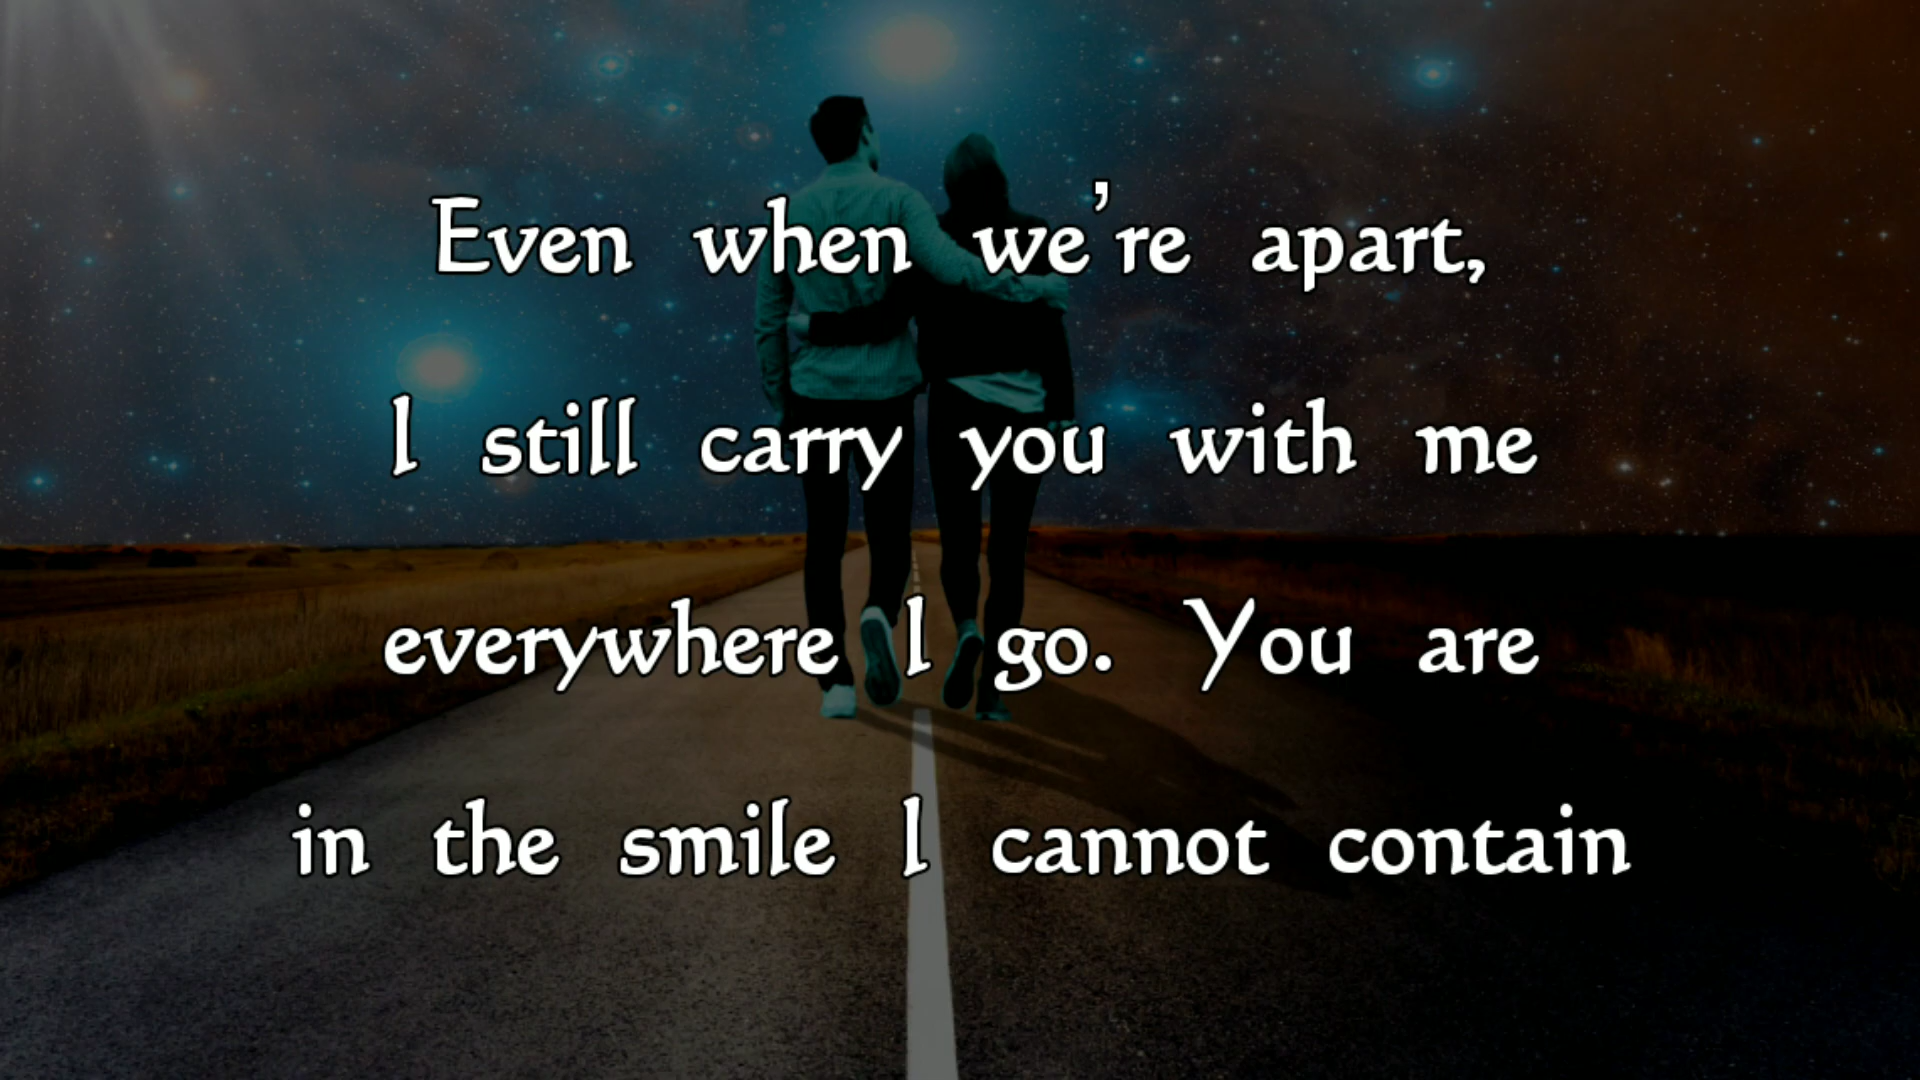 Even when we're apart,
I still carry you with me
everywhere I go. You are
in the smile I cannot contain